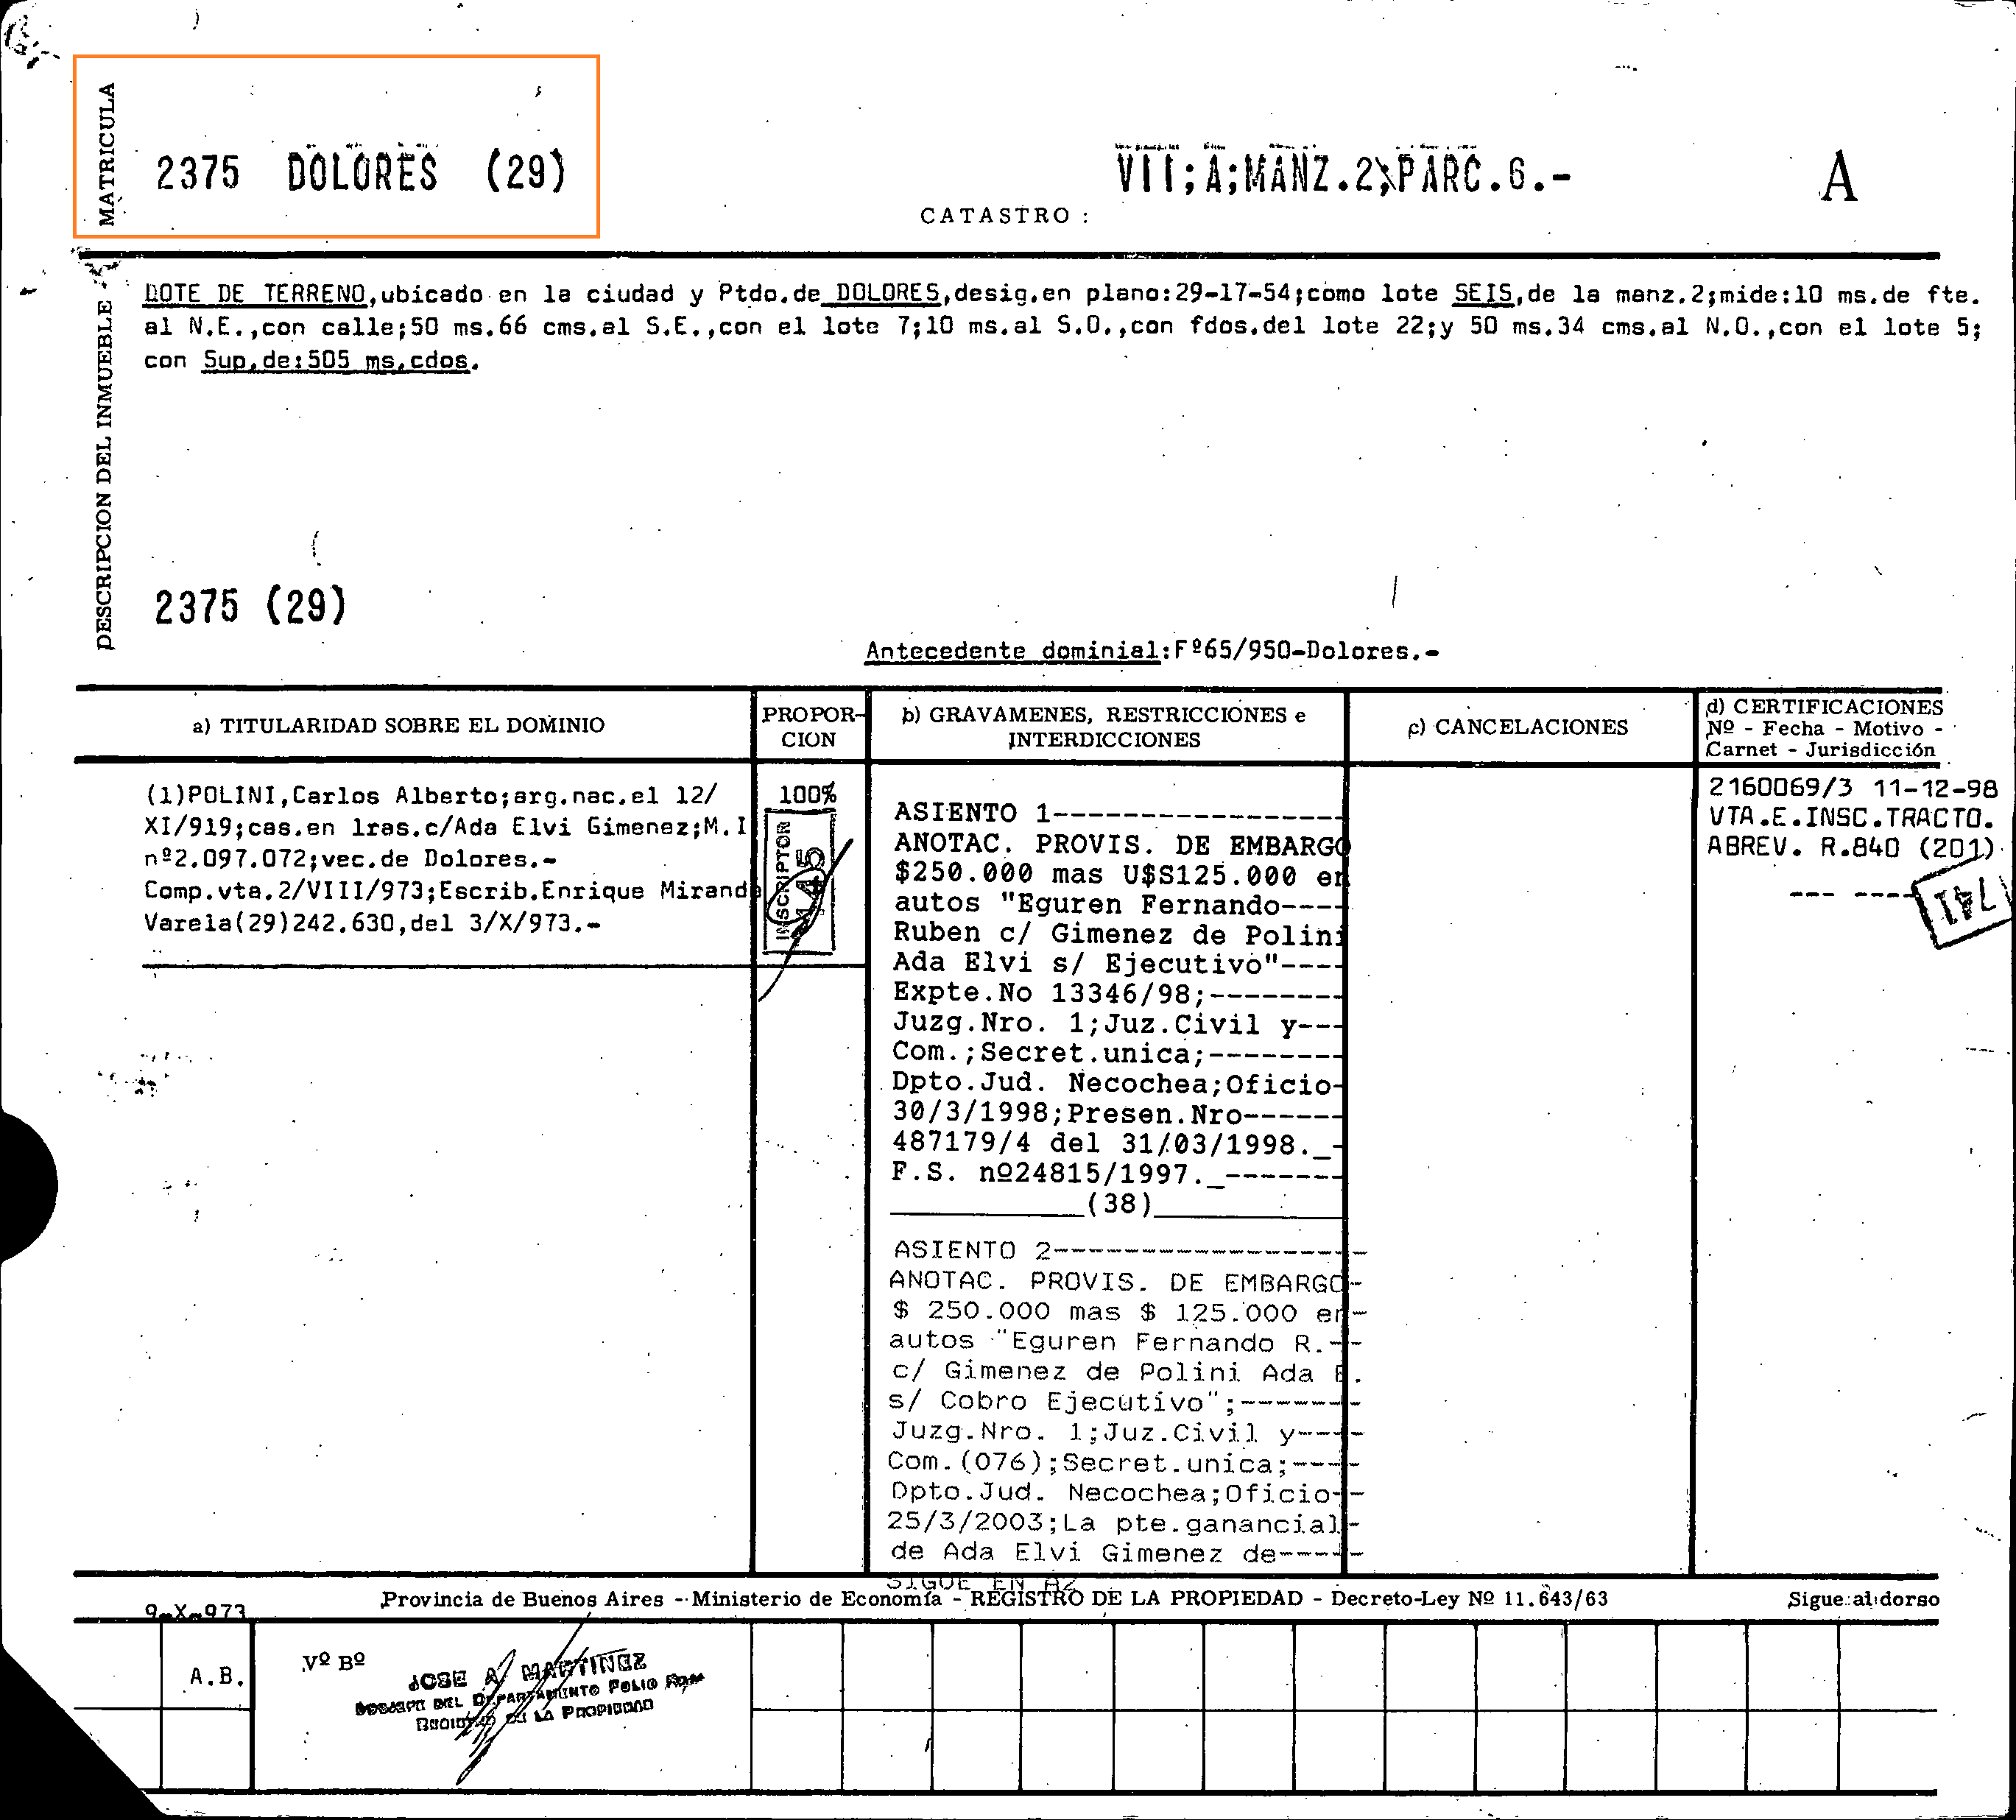 MATRICULA
2375 DOLORES (29)
VII;A;MANZ.2;PARC.6.-
A
CATASTRO :
DESCRIPCION DEL INMUEBLE
LOTE DE TERRENO,ubicado en la ciudad y Ptdo.de DOLORES,desig.en plano:29-17-54;como lote SEIS,de la manz.2;mide:10 ms.de fte.
al N.E.,con calle;50 ms.66 cms.al S.E.,con el lote 7;10 ms.al S.O.,con fdos.del lote 22;y 50 ms.34 cms.al N.O.,con el lote 5;
con Sup.de:505 ms.cdos.
2375 (29)
Antecedente dominial:Fº65/950-Dolores.-
a) TITULARIDAD SOBRE EL DOMINIO
PROPOR-
CION
b) GRAVAMENES, RESTRICCIONES e
INTERDICCIONES
c) CANCELACIONES
d) CERTIFICACIONES
Nº - Fecha - Motivo -
Carnet - Jurisdicción
(1)POLINI,Carlos Alberto;arg.nac.el 12/
XI/919;cas.en 1ras.c/Ada Elvi Gimenez;M.I
nº2.097.072;vec.de Dolores.-
Comp.vta.2/VIII/973;Escrib.Enrique Miranda
Varela(29)242.630,del 3/X/973.-
100%
INSCRIPTOR
ASIENTO 1-----------------
ANOTAC. PROVIS. DE EMBARGO
$250.000 mas U$S125.000 en
autos "Eguren Fernando----
Ruben c/ Gimenez de Polini
Ada Elvi s/ Ejecutivo"----
Expte.No 13346/98;--------
Juzg.Nro. 1;Juz.Civil y---
Com.;Secret.unica;--------
Dpto.Jud. Necochea;Oficio-
30/3/1998;Presen.Nro------
487179/4 del 31/03/1998._-
F.S. nº24815/1997._-------
(38)
ASIENTO 2------------------
ANOTAC. PROVIS. DE EMBARGO-
$ 250.000 mas $ 125.000 en-
autos "Eguren Fernando R.--
c/ Gimenez de Polini Ada E.
s/ Cobro Ejecutivo";-------
Juzg.Nro. 1;Juz.Civil y----
Com.(076);Secret.unica;----
Dpto.Jud. Necochea;Oficio--
25/3/2003;La pte.ganancial-
de Ada Elvi Gimenez de-----
SIGUE EN A2
2160069/3 11-12-98
VTA.E.INSC.TRACTO.
ABREV. R.840 (201)
--- ----
741
Provincia de Buenos Aires - Ministerio de Economía - REGISTRO DE LA PROPIEDAD - Decreto-Ley Nº 11.643/63
Sigue al dorso
9-X-973
A.B.
Vº Bº
JOSE A. MARTINEZ
DEL DEPARTAMENTO FOLIO
REGISTRO DE LA PROPIEDAD